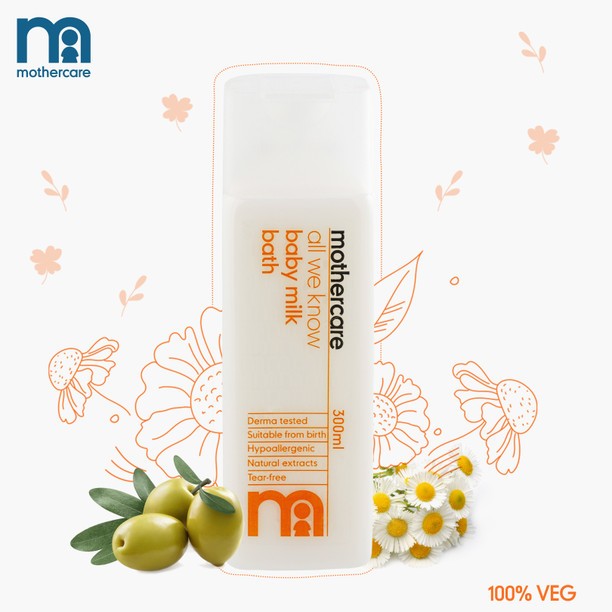 mothercare
mothercare
all we know
baby milk
bath
300ml
Derma tested
Suitable from birth
Hypoallergenic
Natural extracts
Tear-free
100% VEG